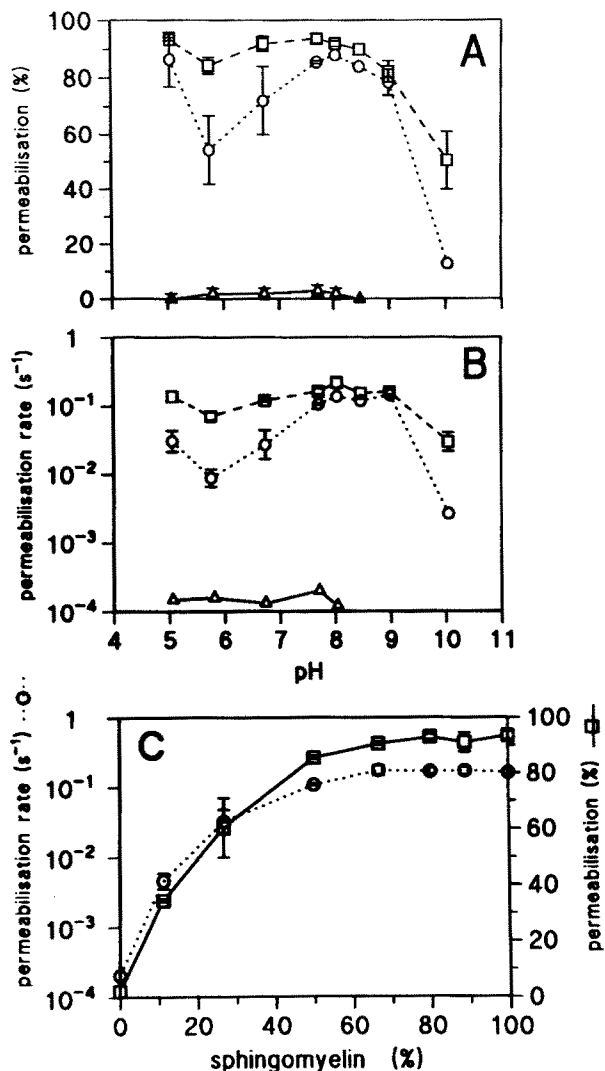 A
permeabilisation (%)
100
80
60
40
20
0
B
permeabilisation rate (s⁻¹)
1
10⁻¹
10⁻²
10⁻³
10⁻⁴
4 5 6 7 8 9 10 11
pH
C
permeabilisation rate (s⁻¹)
1
10⁻¹
10⁻²
10⁻³
10⁻⁴
permeabilisation (%)
100
80
60
40
20
0
0 20 40 60 80 100
sphingomyelin (%)